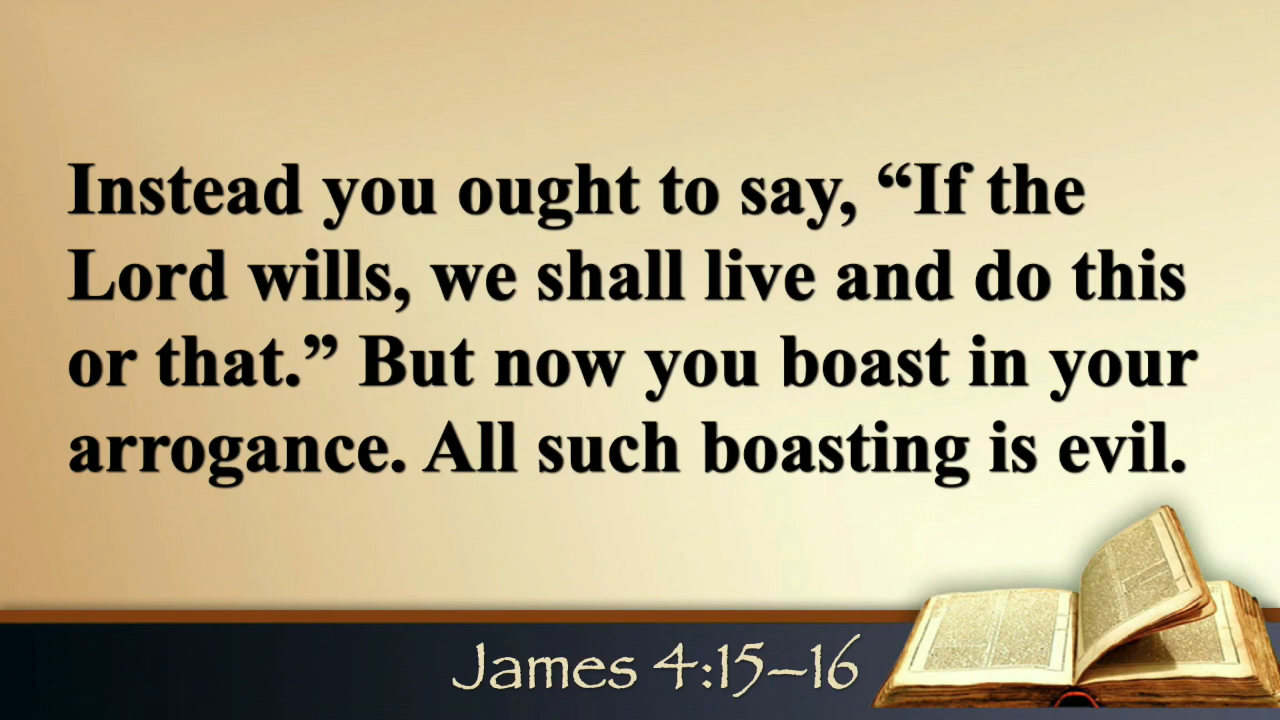 Instead you ought to say, “If the
Lord wills, we shall live and do this
or that.” But now you boast in your
arrogance. All such boasting is evil.
James 4:15–16